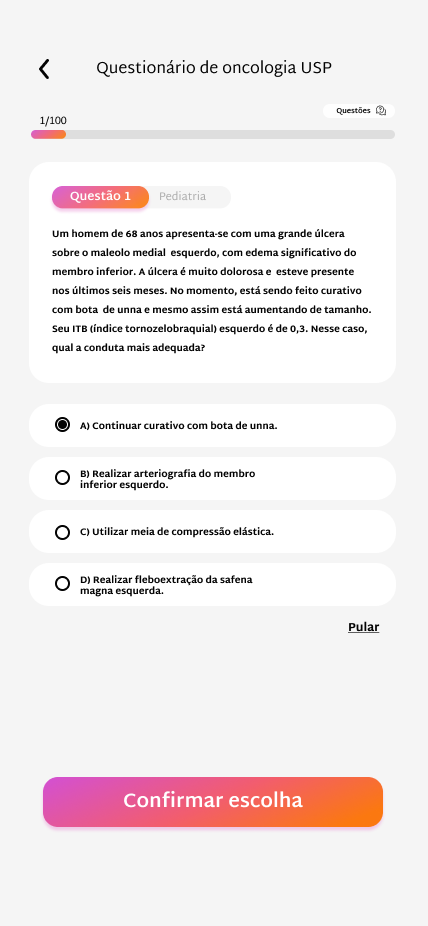 Questionário de oncologia USP
Questões
1/100
Questão 1 Pediatria
Um homem de 68 anos apresenta-se com uma grande úlcera
sobre o maleolo medial esquerdo, com edema significativo do
membro inferior. A úlcera é muito dolorosa e esteve presente
nos últimos seis meses. No momento, está sendo feito curativo
com bota de unna e mesmo assim está aumentando de tamanho.
Seu ITB (índice tornozelobraquial) esquerdo é de 0,3. Nesse caso,
qual a conduta mais adequada?
A) Continuar curativo com bota de unna.
B) Realizar arteriografia do membro
inferior esquerdo.
C) Utilizar meia de compressão elástica.
D) Realizar fleboextração da safena
magna esquerda.
Pular
Confirmar escolha